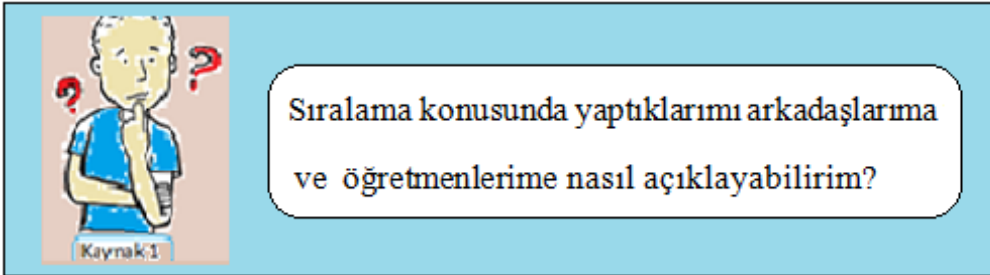 Sıralama konusunda yaptıklarımı arkadaşlarıma
ve öğretmenlerime nasıl açıklayabilirim?
? ?
Kaynak 1